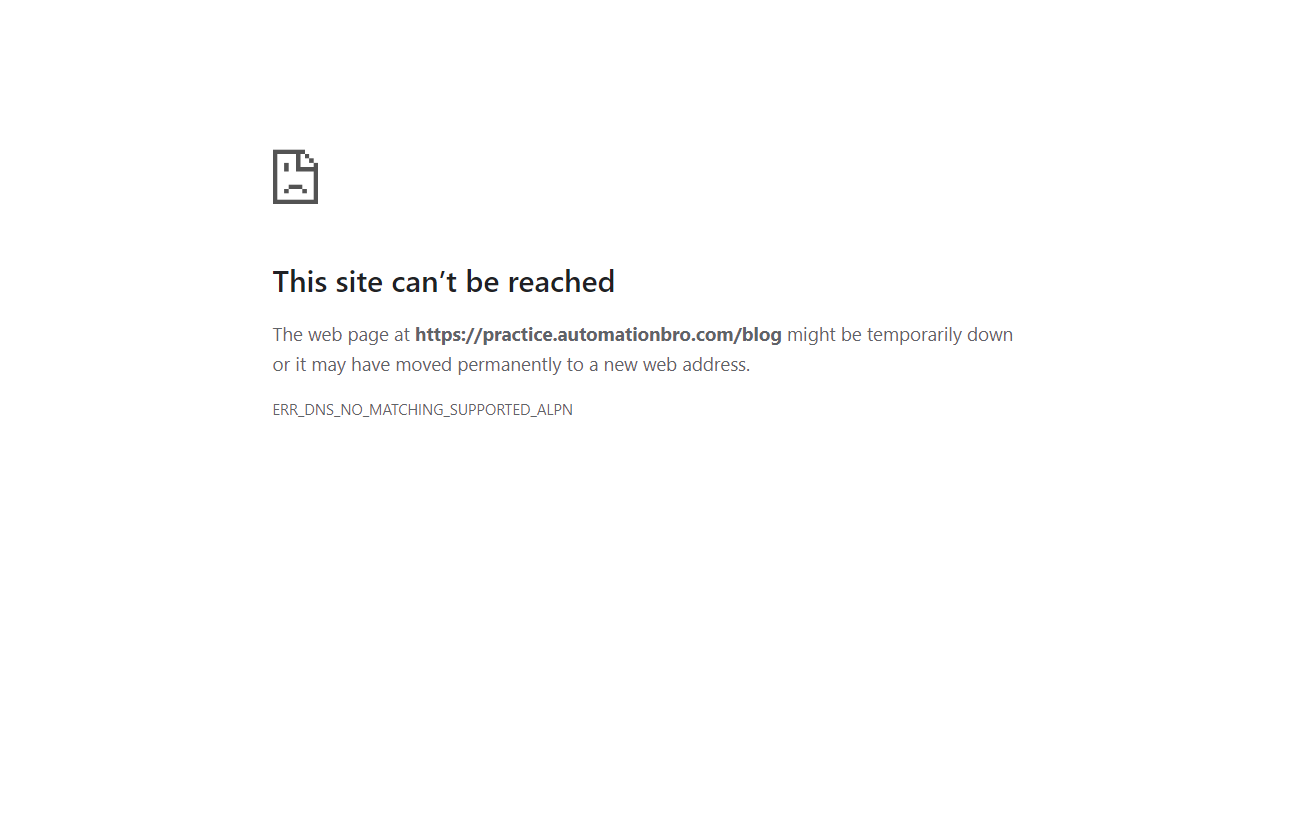 This site can’t be reached
The web page at https://practice.automationbro.com/blog might be temporarily down
or it may have moved permanently to a new web address.
ERR_DNS_NO_MATCHING_SUPPORTED_ALPN